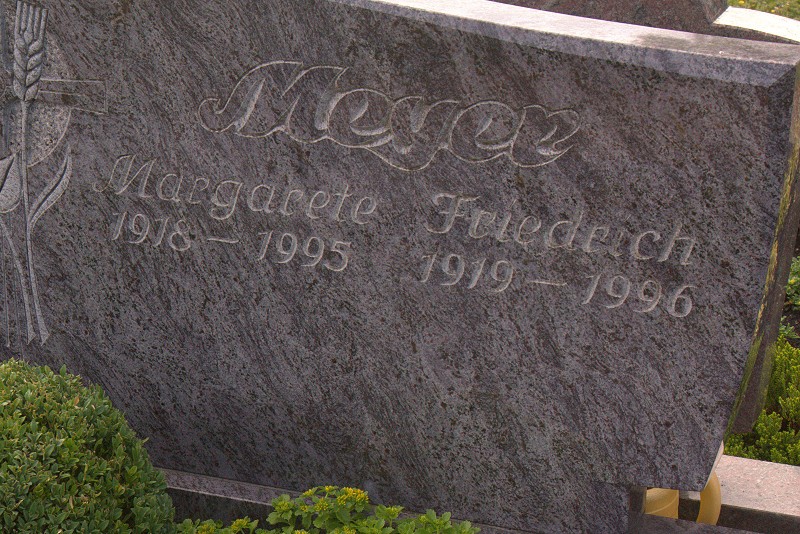 Meyer
Margarete Friedrich
1918 – 1995 1919 – 1996